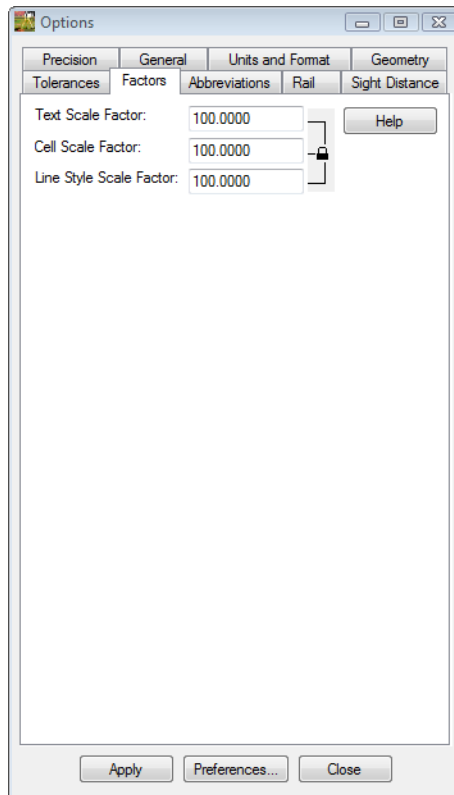 Options
Precision General Units and Format Geometry
Tolerances Factors Abbreviations Rail Sight Distance
Text Scale Factor: 100.0000 Help
Cell Scale Factor: 100.0000
Line Style Scale Factor: 100.0000
Apply Preferences... Close